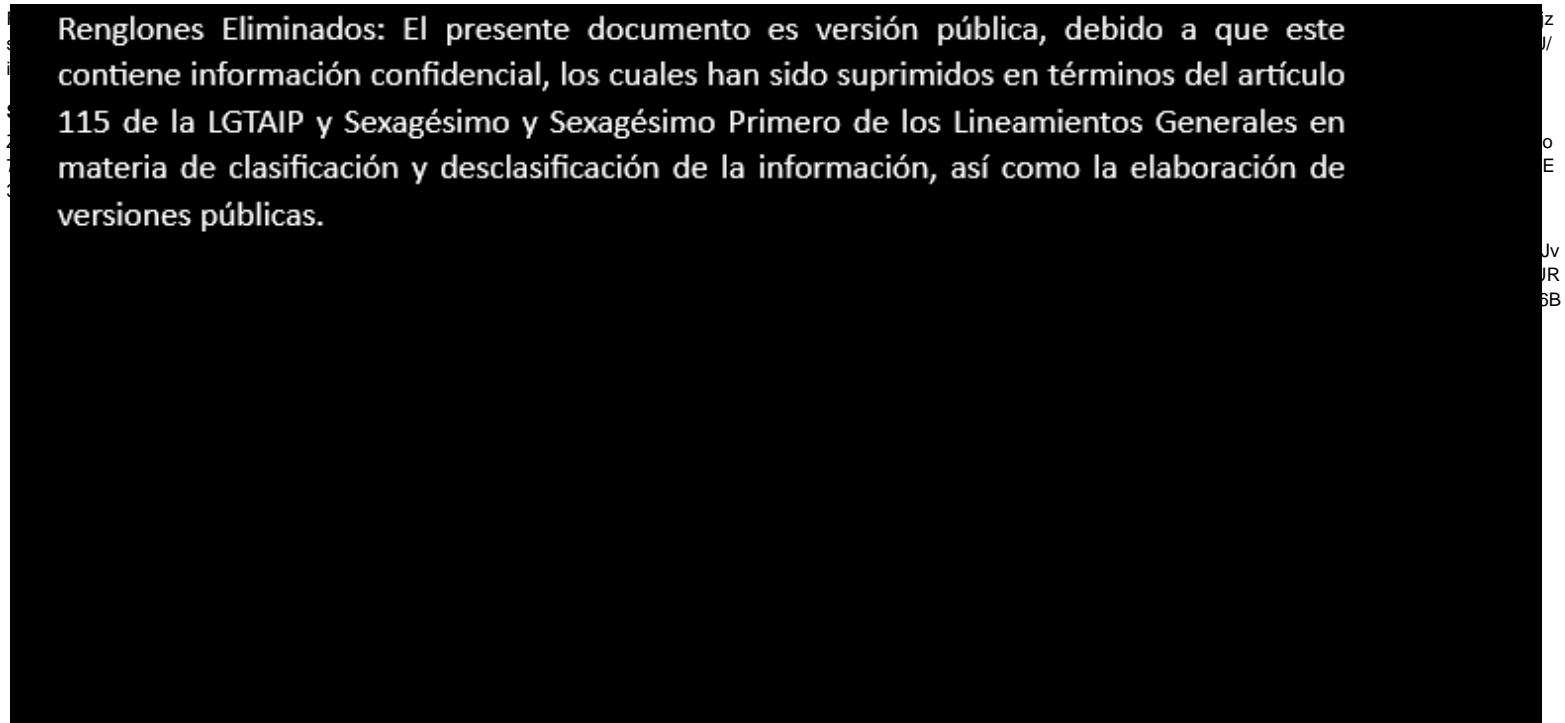 Renglones Eliminados: El presente documento es versión pública, debido a que este
contiene información confidencial, los cuales han sido suprimidos en términos del artículo
115 de la LGTAIP y Sexagésimo y Sexagésimo Primero de los Lineamientos Generales en
materia de clasificación y desclasificación de la información, así como la elaboración de
versiones públicas.